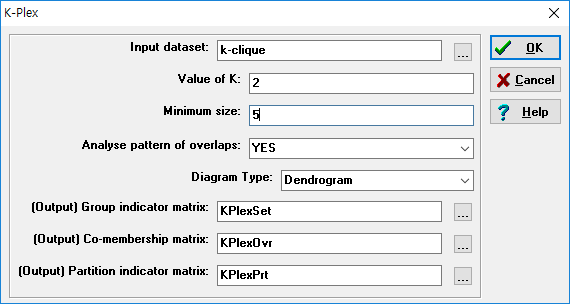 K-Plex
Input dataset: k-clique ...
Value of K: 2
Minimum size: 5
Analyse pattern of overlaps: YES
Diagram Type: Dendrogram
(Output) Group indicator matrix: KPlexSet ...
(Output) Co-membership matrix: KPlexOvr ...
(Output) Partition indicator matrix: KPlexPrt ...
OK
Cancel
? Help